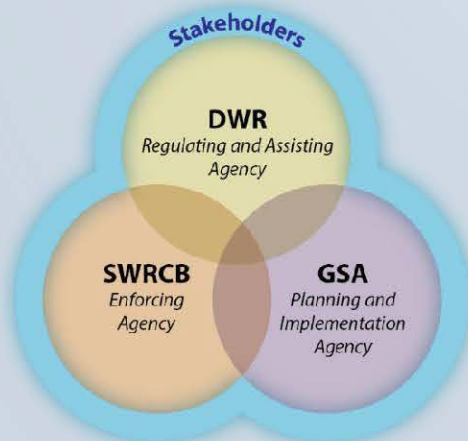 Stakeholders
DWR
Regulating and Assisting
Agency
SWRCB
Enforcing
Agency
GSA
Planning and
Implementation
Agency